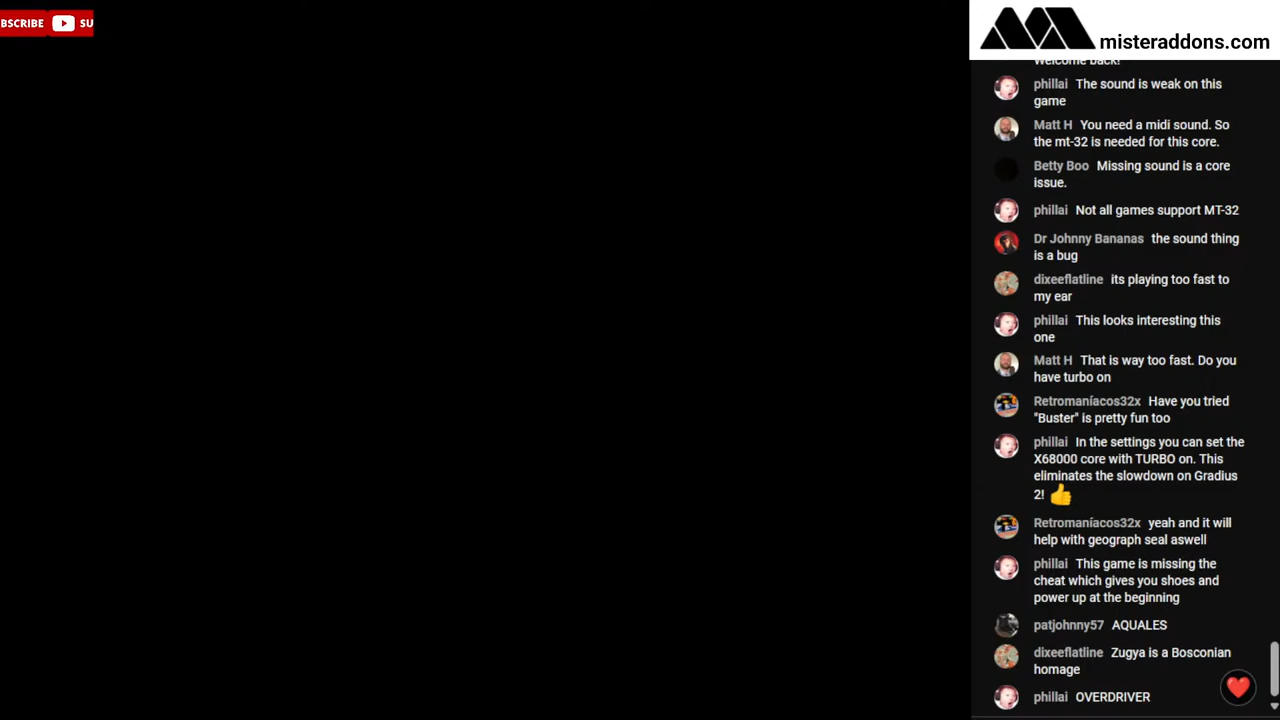 BSCRIBE SU
misteraddons.com
Welcome back!
phillai The sound is weak on this
game
Matt H You need a midi sound. So
the mt-32 is needed for this core.
Betty Boo Missing sound is a core
issue.
phillai Not all games support MT-32
Dr Johnny Bananas the sound thing
is a bug
dixeeflatline its playing too fast to
my ear
phillai This looks interesting this
one
Matt H That is way too fast. Do you
have turbo on
Retromaníacos32x Have you tried
"Buster" is pretty fun too
phillai In the settings you can set the
X68000 core with TURBO on. This
eliminates the slowdown on Gradius
2! 👍
Retromaníacos32x yeah and it will
help with geograph seal aswell
phillai This game is missing the
cheat which gives you shoes and
power up at the beginning
patjohnny57 AQUALES
dixeeflatline Zugya is a Bosconian
homage
phillai OVERDRIVER